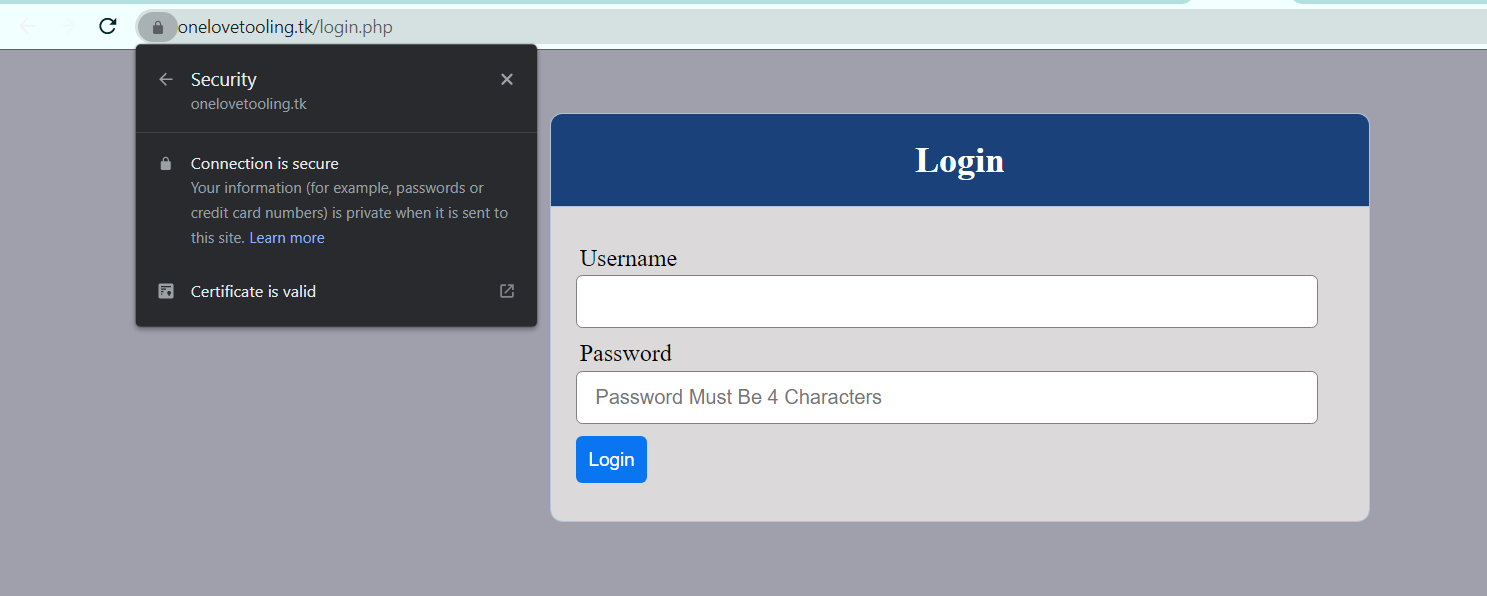 onelovetooling.tk/login.php
Security
onelovetooling.tk
Connection is secure
Your information (for example, passwords or
credit card numbers) is private when it is sent to
this site. Learn more
Certificate is valid
Login
Username
Password
Password Must Be 4 Characters
Login